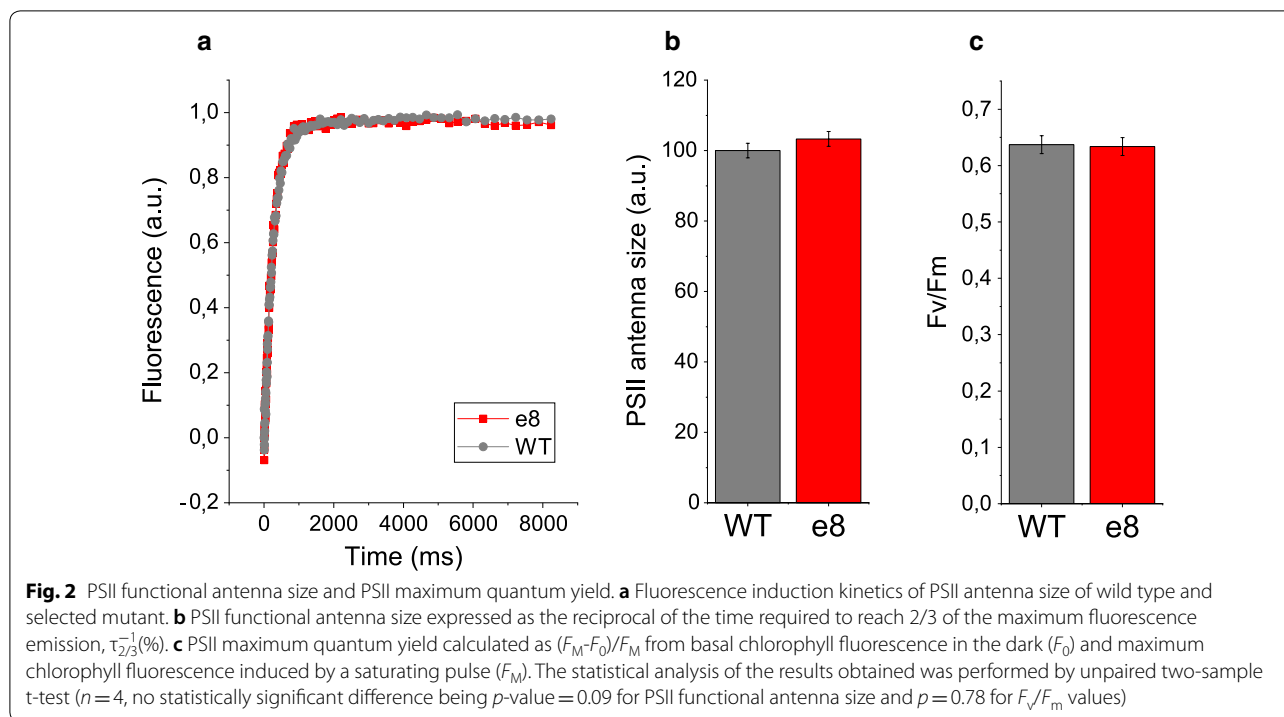 a
b
c
Fluorescence (a.u.)
1,0
0,8
0,6
0,4
0,2
0,0
-0,2
e8
WT
0 2000 4000 6000 8000
Time (ms)
PSII antenna size (a.u.)
120
100
80
60
40
20
0
WT e8
Fv/Fm
0,7
0,6
0,5
0,4
0,3
0,2
0,1
0,0
WT e8
Fig. 2 PSII functional antenna size and PSII maximum quantum yield. a Fluorescence induction kinetics of PSII antenna size of wild type and
selected mutant. b PSII functional antenna size expressed as the reciprocal of the time required to reach 2/3 of the maximum fluorescence
emission, τ₂/₃⁻¹(%). c PSII maximum quantum yield calculated as (F_M-F_0)/F_M from basal chlorophyll fluorescence in the dark (F_0) and maximum
chlorophyll fluorescence induced by a saturating pulse (F_M). The statistical analysis of the results obtained was performed by unpaired two-sample
t-test (n = 4, no statistically significant difference being p-value = 0.09 for PSII functional antenna size and p = 0.78 for F_v/F_m values)